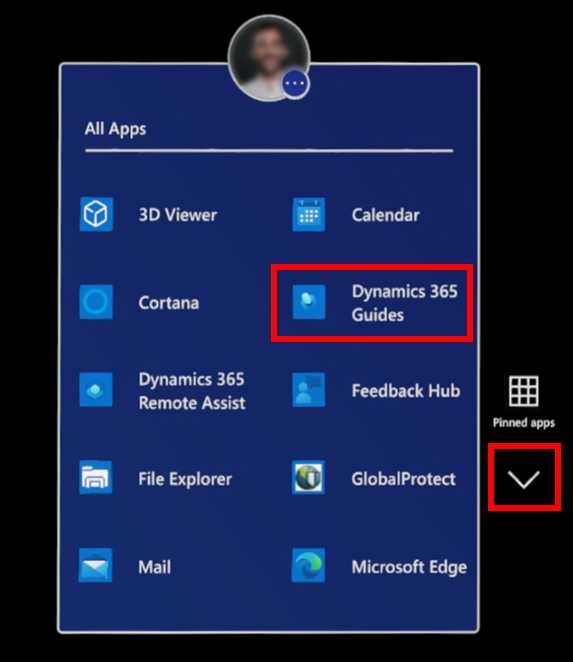 All Apps
3D Viewer
Calendar
Cortana
Dynamics 365
Guides
Dynamics 365
Remote Assist
Feedback Hub
Pinned apps
File Explorer
GlobalProtect
Mail
Microsoft Edge